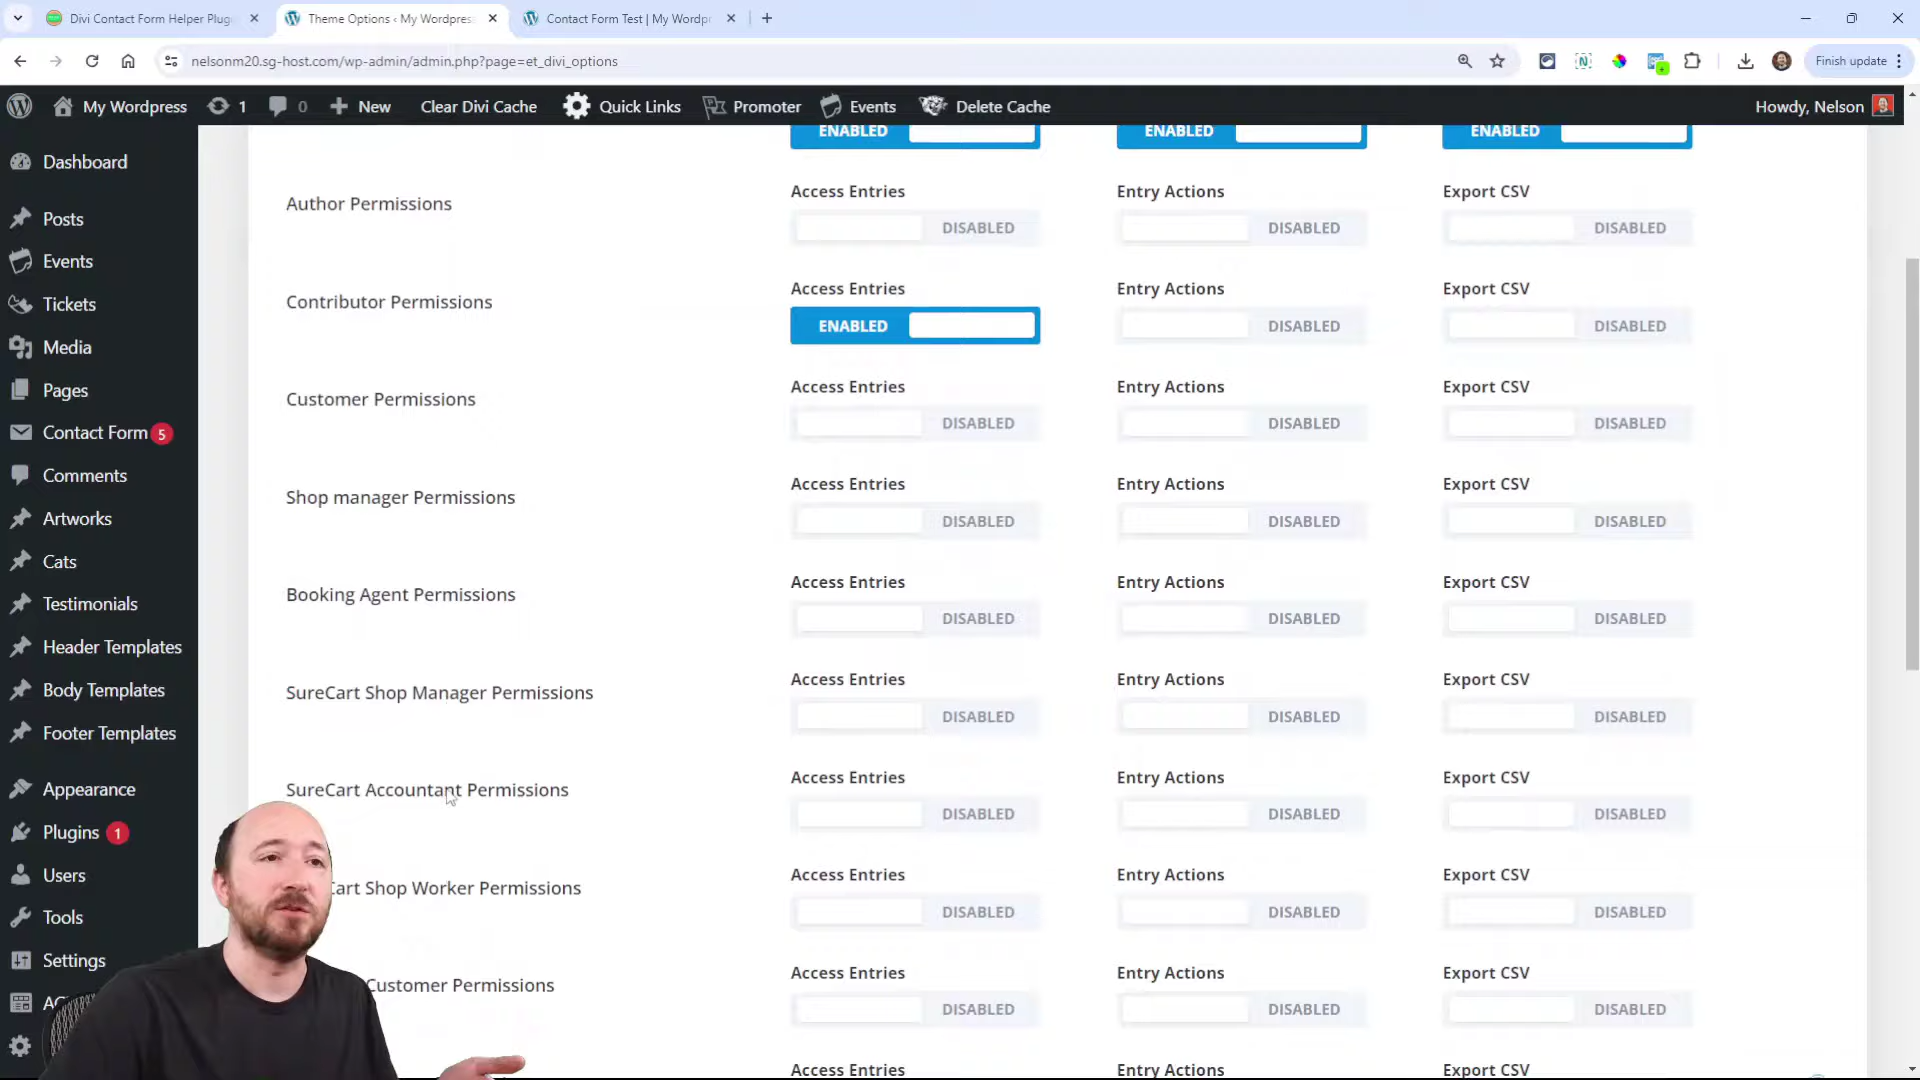 Divi Contact Form Helper Plug
Theme Options ‹ My Wordpress
Contact Form Test | My Wordpr
nelsonm20.sg-host.com/wp-admin/admin.php?page=et_divi_options
Finish update
My Wordpress 1 0 New Clear Divi Cache Quick Links Promoter Events Delete Cache Howdy, Nelson
Dashboard
Posts
Events
Tickets
Media
Pages
Contact Form 5
Comments
Artworks
Cats
Testimonials
Header Templates
Body Templates
Footer Templates
Appearance
Plugins 1
Users
Tools
Settings
ENABLED ENABLED ENABLED
Author Permissions
Access Entries Entry Actions Export CSV
DISABLED DISABLED DISABLED
Contributor Permissions
Access Entries Entry Actions Export CSV
ENABLED DISABLED DISABLED
Customer Permissions
Access Entries Entry Actions Export CSV
DISABLED DISABLED DISABLED
Shop manager Permissions
Access Entries Entry Actions Export CSV
DISABLED DISABLED DISABLED
Booking Agent Permissions
Access Entries Entry Actions Export CSV
DISABLED DISABLED DISABLED
SureCart Shop Manager Permissions
Access Entries Entry Actions Export CSV
DISABLED DISABLED DISABLED
SureCart Accountant Permissions
Access Entries Entry Actions Export CSV
DISABLED DISABLED DISABLED
Cart Shop Worker Permissions
Access Entries Entry Actions Export CSV
DISABLED DISABLED DISABLED
Customer Permissions
Access Entries Entry Actions Export CSV
DISABLED DISABLED DISABLED
Access Entries Entry Actions Export CSV